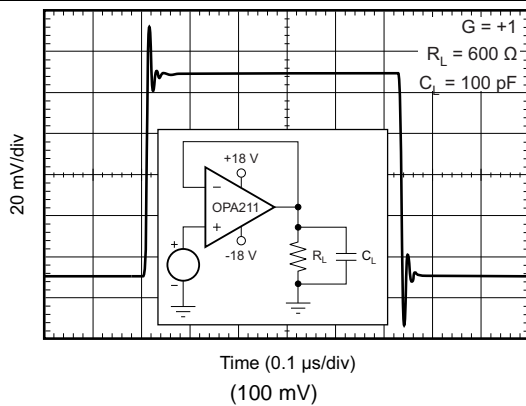 G = +1
R_L = 600 Ω
C_L = 100 pF
20 mV/div
+18 V
−
OPA211
+
-18 V
+
−
R_L
C_L
Time (0.1 µs/div)
(100 mV)